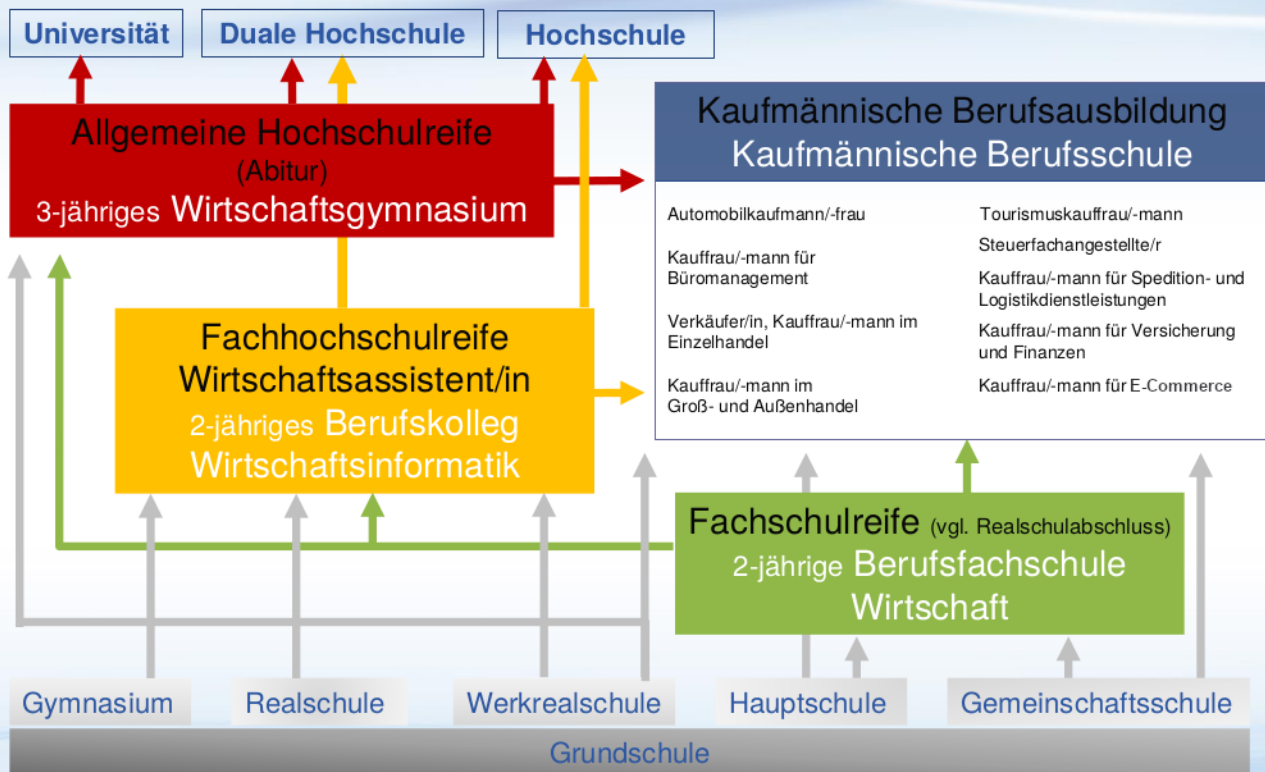 Universität
Duale Hochschule
Hochschule
Allgemeine Hochschulreife
(Abitur)
3-jähriges Wirtschaftsgymnasium
Kaufmännische Berufsausbildung
Kaufmännische Berufsschule
Automobilkaufmann/-frau
Kauffrau/-mann für
Büromanagement
Verkäufer/in, Kauffrau/-mann im
Einzelhandel
Kauffrau/-mann im
Groß- und Außenhandel
Tourismuskauffrau/-mann
Steuerfachangestellte/r
Kauffrau/-mann für Spedition- und
Logistikdienstleistungen
Kauffrau/-mann für Versicherung
und Finanzen
Kauffrau/-mann für E-Commerce
Fachhochschulreife
Wirtschaftsassistent/in
2-jähriges Berufskolleg
Wirtschaftsinformatik
Fachschulreife (vgl. Realschulabschluss)
2-jährige Berufsfachschule
Wirtschaft
Gymnasium
Realschule
Werkrealschule
Hauptschule
Gemeinschaftsschule
Grundschule